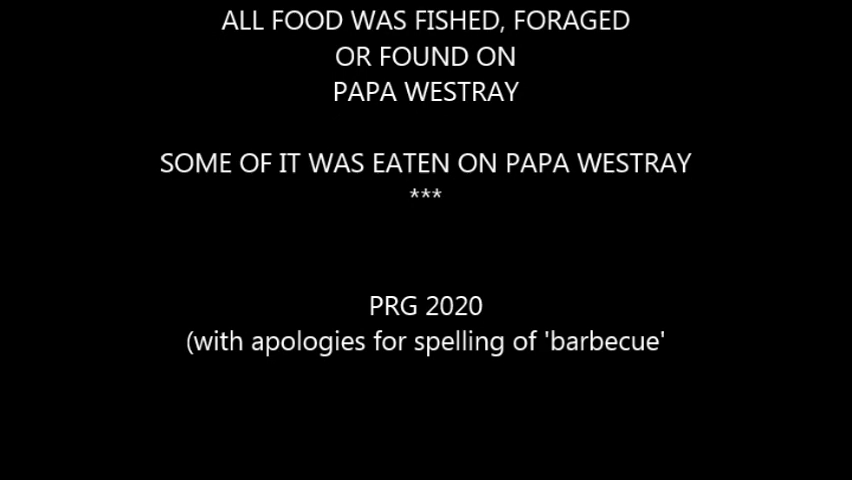 ALL FOOD WAS FISHED, FORAGED
OR FOUND ON
PAPA WESTRAY
SOME OF IT WAS EATEN ON PAPA WESTRAY
***
PRG 2020
(with apologies for spelling of 'barbecue'